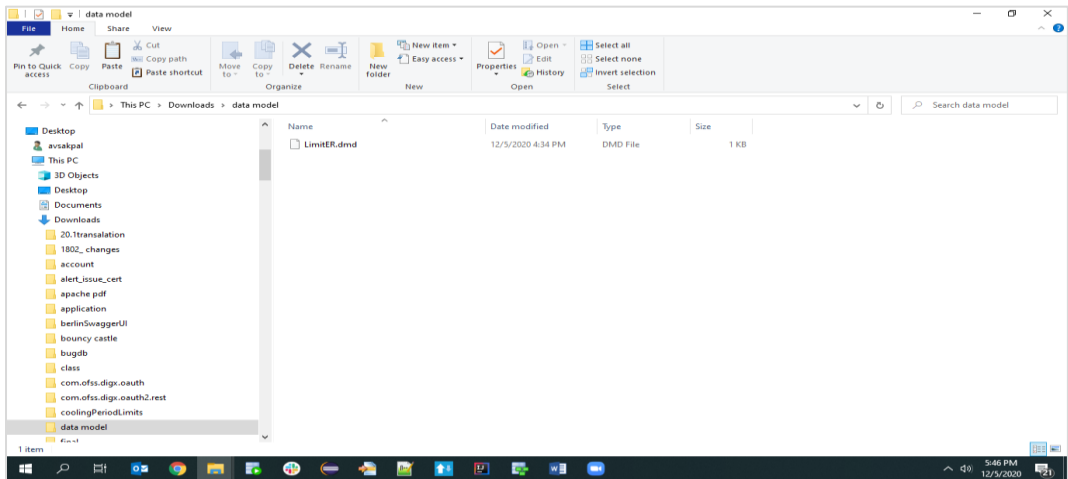 data model
File Home Share View
Pin to Quick access
Copy
Paste
Cut
Copy path
Paste shortcut
Clipboard
Move to
Copy to
Delete
Rename
Organize
New folder
New item
Easy access
New
Properties
Open
Edit
History
Open
Select all
Select none
Invert selection
Select
This PC > Downloads > data model
Search data model
Desktop
avsakpal
This PC
3D Objects
Desktop
Documents
Downloads
20.1transalation
1802_ changes
account
alert_issue_cert
apache pdf
application
berlinSwaggerUI
bouncy castle
bugdb
class
com.ofss.digx.oauth
com.ofss.digx.oauth2.rest
coolingPeriodLimits
data model
final
Name Date modified Type Size
LimitER.dmd 12/5/2020 4:34 PM DMD File 1 KB
1 item
5:46 PM
12/5/2020